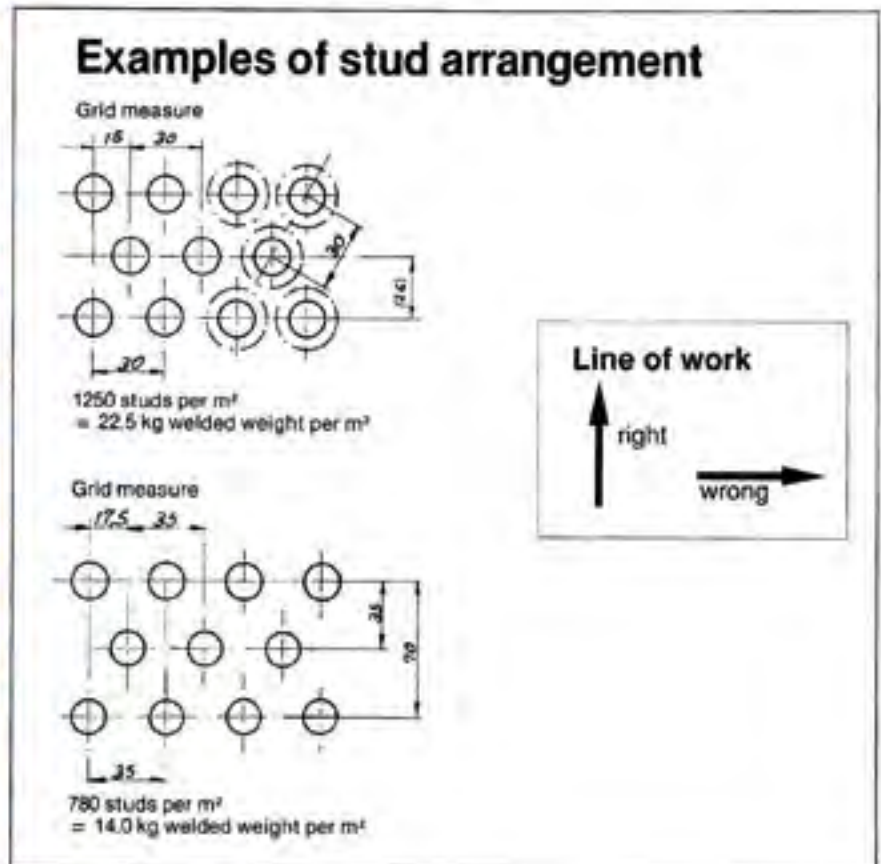 Examples of stud arrangement
Grid measure
15 30
30
(26)
30
1250 studs per m²
= 22.5 kg welded weight per m²
Line of work
right
wrong
Grid measure
17,5 35
35
70
35
780 studs per m²
= 14.0 kg welded weight per m²